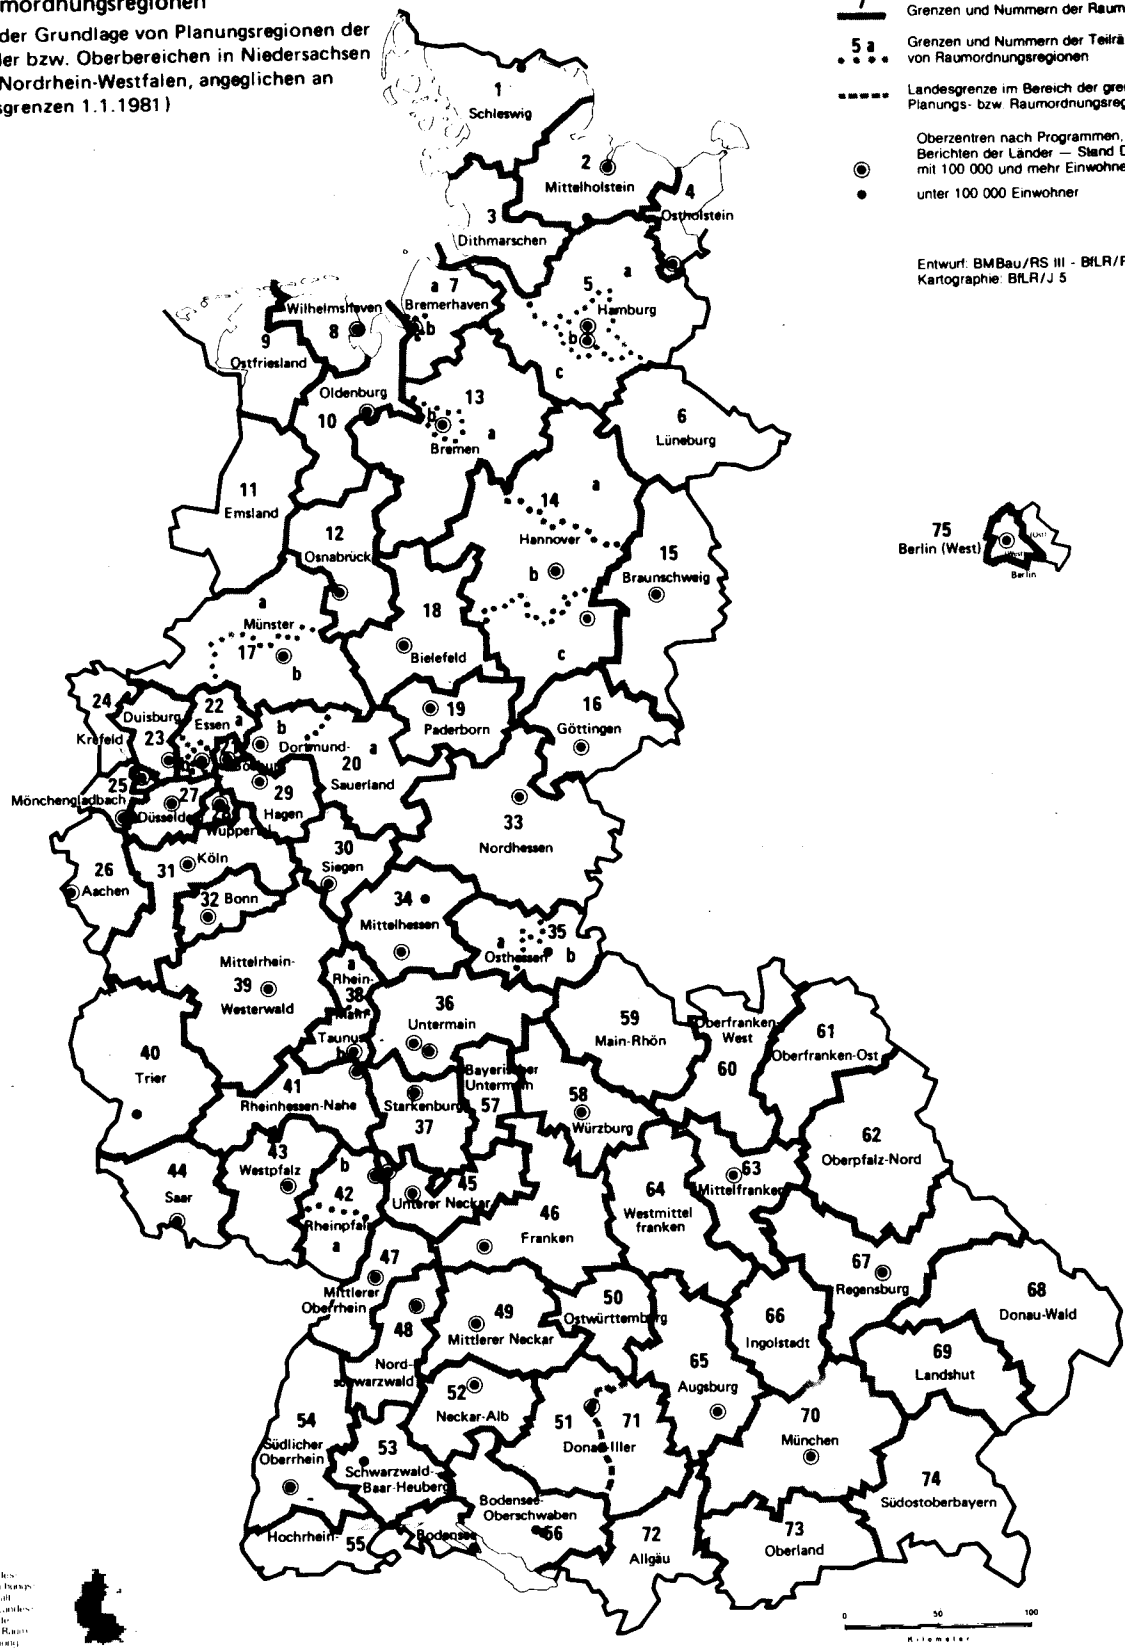 mordnungsregionen
der Grundlage von Planungsregionen der
ler bzw. Oberbereichen in Niedersachsen
Nordrhein-Westfalen, angeglichen an
sgrenzen 1.1.1981)
7
Grenzen und Nummern der Raum
5 a
Grenzen und Nummern der Teilrä
von Raumordnungsregionen
Landesgrenze im Bereich der gre
Planungs- bzw. Raumordnungsreg
Oberzentren nach Programmen,
Berichten der Länder — Stand D
mit 100 000 und mehr Einwohne
unter 100 000 Einwohner
Entwurf: BMBau/RS III - BfLR/F
Kartographie: BfLR/J 5
1
Schleswig
2
Mittelholstein
4
Ostholstein
3
Dithmarschen
a 7
Bremerhaven
b
5 a
Hamburg
b
c
Wilhelmshaven
8
9
Ostfriesland
Oldenburg
10
13
b
a
Bremen
6
Lüneburg
11
Emsland
12
Osnabrück
14 a
Hannover
b
c
15
Braunschweig
75
Berlin (West)
(Ost)
(West)
Berlin
a
Münster
17
b
18
Bielefeld
19
Paderborn
16
Göttingen
24
Krefeld
Duisburg
23
22
Essen a
b
Dortmund-
a
20
Sauerland
25
Mönchengladbach
27
Düsseldorf
Wuppertal
29
Hagen
33
Nordhessen
26
Aachen
31 Köln
30
Siegen
32 Bonn
34
Mittelhessen
35
a
Osthessen b
Mittelrhein-
39
Westerwald
a
Rhein-
38
Main-
Taunus
b
36
Untermain
59
Main-Rhön
Oberfranken-
West
60
61
Oberfranken-Ost
40
Trier
41
Rheinhessen-Nahe
Starkenburg
37
Bayerischer
Untermain
57
58
Würzburg
62
Oberpfalz-Nord
43
Westpfalz
44
Saar
b
42
Rheinpfalz
a
45
Unterer Neckar
46
Franken
64
Westmittel
franken
63
Mittelfranken
47
Mittlerer
Oberrhein
48
Nord-
schwarzwald
49
Mittlerer Neckar
50
Ostwürttemberg
67
Regensburg
68
Donau-Wald
66
Ingolstadt
69
Landshut
65
Augsburg
52
Neckar-Alb
51
71
Donau-Iller
70
München
54
Südlicher
Oberrhein
53
Schwarzwald-
Baar-Heuberg
74
Südostoberbayern
Bodensee-
Oberschwaben
56
Hochrhein-
55
Bodensee
72
Allgäu
73
Oberland
0 50 100
Kilometer